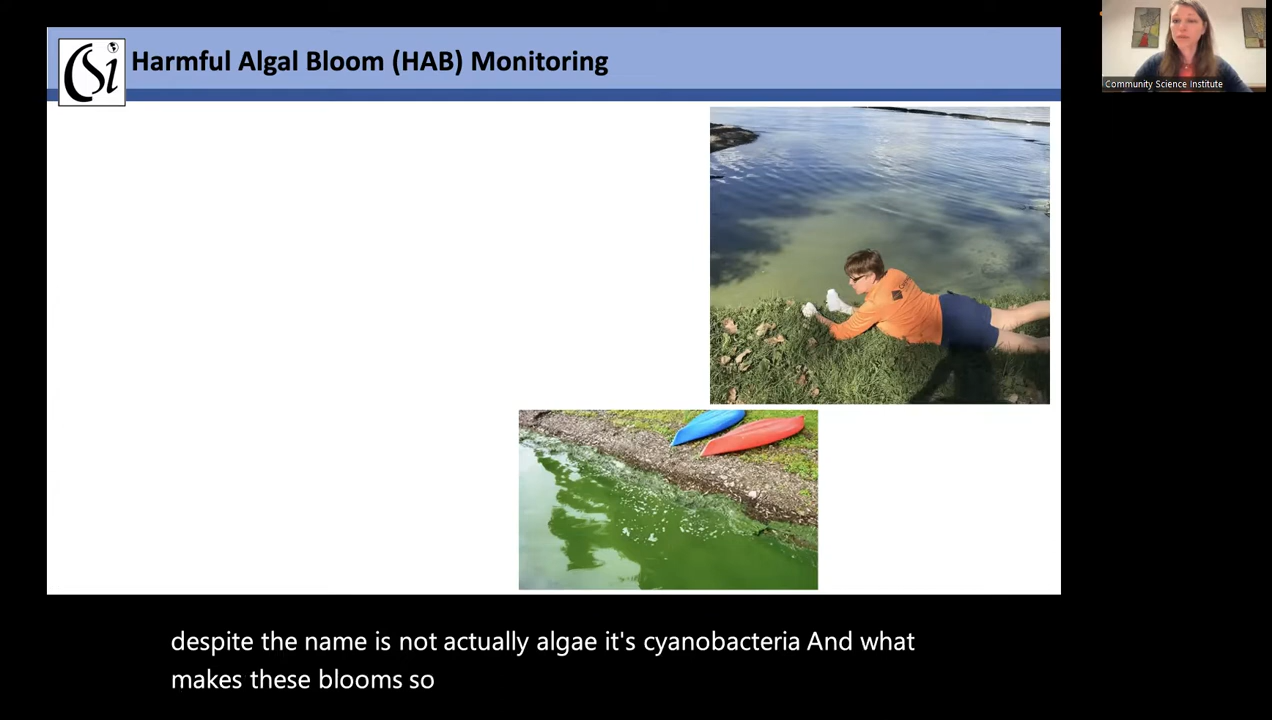 CSi
Harmful Algal Bloom (HAB) Monitoring
Community Science Institute
despite the name is not actually algae it's cyanobacteria And what
makes these blooms so